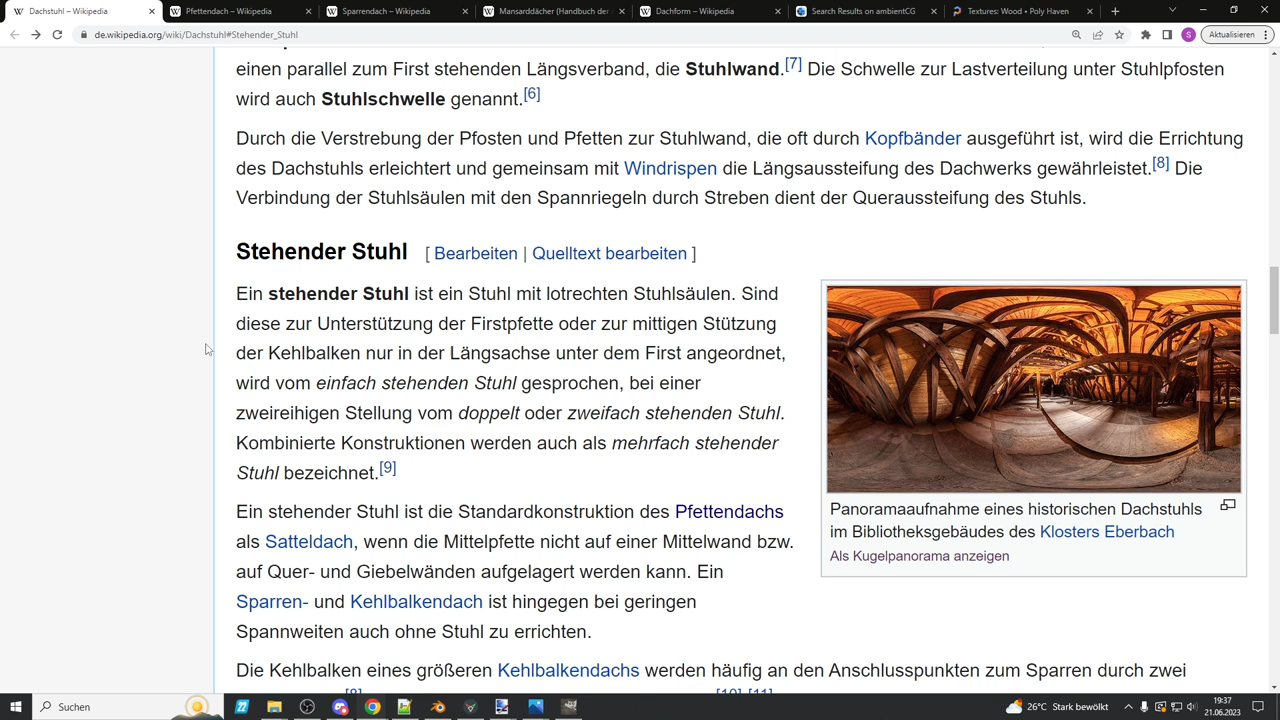 Dachstuhl – Wikipedia
Pfettendach – Wikipedia
Sparrendach – Wikipedia
Mansarddächer (Handbuch der
Dachform – Wikipedia
Search Results on ambientCG
Textures: Wood • Poly Haven
de.wikipedia.org/wiki/Dachstuhl#Stehender_Stuhl
S
Aktualisieren
einen parallel zum First stehenden Längsverband, die Stuhlwand.[7] Die Schwelle zur Lastverteilung unter Stuhlpfosten
wird auch Stuhlschwelle genannt.[6]
Durch die Verstrebung der Pfosten und Pfetten zur Stuhlwand, die oft durch Kopfbänder ausgeführt ist, wird die Errichtung
des Dachstuhls erleichtert und gemeinsam mit Windrispen die Längsaussteifung des Dachwerks gewährleistet.[8] Die
Verbindung der Stuhlsäulen mit den Spannriegeln durch Streben dient der Queraussteifung des Stuhls.
Stehender Stuhl [ Bearbeiten | Quelltext bearbeiten ]
Ein stehender Stuhl ist ein Stuhl mit lotrechten Stuhlsäulen. Sind
diese zur Unterstützung der Firstpfette oder zur mittigen Stützung
der Kehlbalken nur in der Längsachse unter dem First angeordnet,
wird vom einfach stehenden Stuhl gesprochen, bei einer
zweireihigen Stellung vom doppelt oder zweifach stehenden Stuhl.
Kombinierte Konstruktionen werden auch als mehrfach stehender
Stuhl bezeichnet.[9]
Panoramaaufnahme eines historischen Dachstuhls
im Bibliotheksgebäudes des Klosters Eberbach
Als Kugelpanorama anzeigen
Ein stehender Stuhl ist die Standardkonstruktion des Pfettendachs
als Satteldach, wenn die Mittelpfette nicht auf einer Mittelwand bzw.
auf Quer- und Giebelwänden aufgelagert werden kann. Ein
Sparren- und Kehlbalkendach ist hingegen bei geringen
Spannweiten auch ohne Stuhl zu errichten.
Die Kehlbalken eines größeren Kehlbalkendachs werden häufig an den Anschlusspunkten zum Sparren durch zwei
Suchen
26°C Stark bewölkt
19:37
21.06.2023